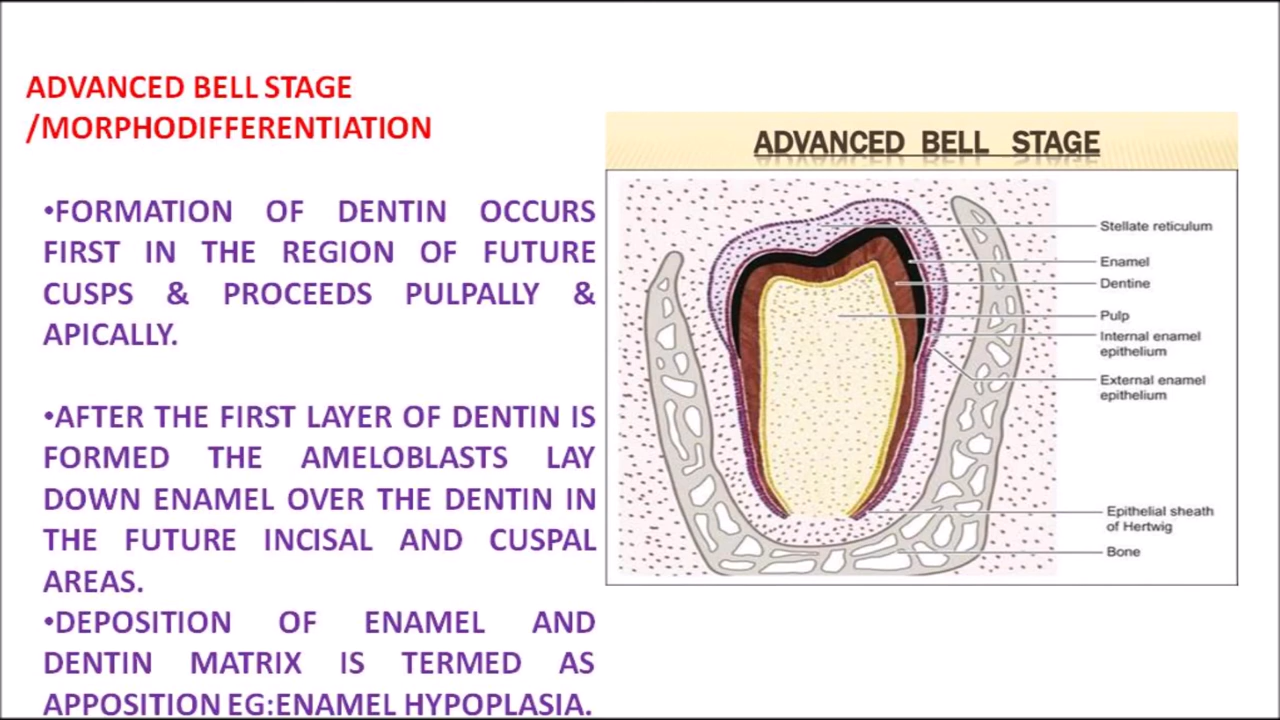 ADVANCED BELL STAGE
/MORPHODIFFERENTIATION
•FORMATION OF DENTIN OCCURS
FIRST IN THE REGION OF FUTURE
CUSPS & PROCEEDS PULPALLY &
APICALLY.
•AFTER THE FIRST LAYER OF DENTIN IS
FORMED THE AMELOBLASTS LAY
DOWN ENAMEL OVER THE DENTIN IN
THE FUTURE INCISAL AND CUSPAL
AREAS.
•DEPOSITION OF ENAMEL AND
DENTIN MATRIX IS TERMED AS
APPOSITION EG:ENAMEL HYPOPLASIA.
ADVANCED BELL STAGE
Stellate reticulum
Enamel
Dentine
Pulp
Internal enamel
epithelium
External enamel
epithelium
Epithelial sheath
of Hertwig
Bone